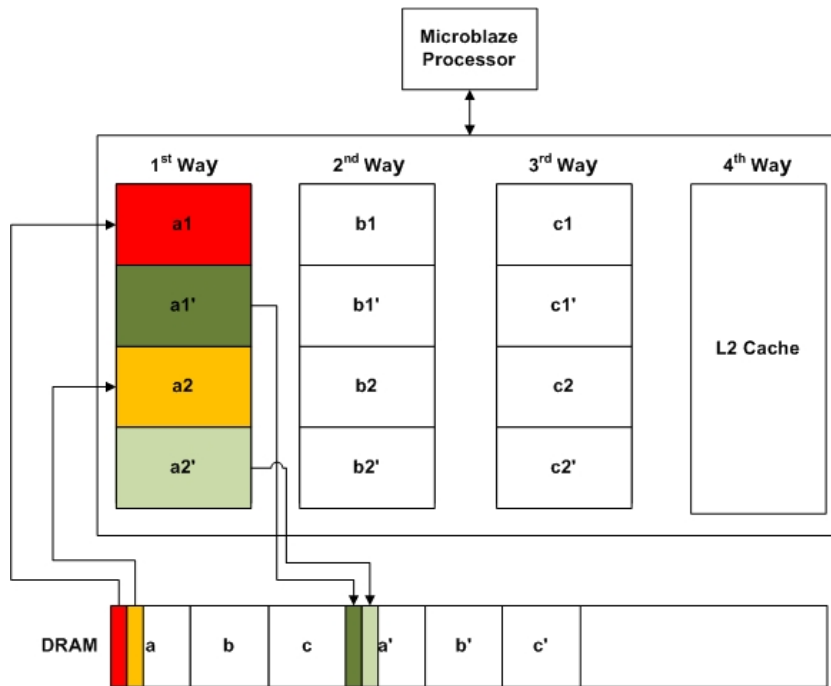 Microblaze
Processor
1st Way 2nd Way 3rd Way 4th Way
a1 b1 c1
a1' b1' c1'
L2 Cache
a2 b2 c2
a2' b2' c2'
DRAM a b c a' b' c'